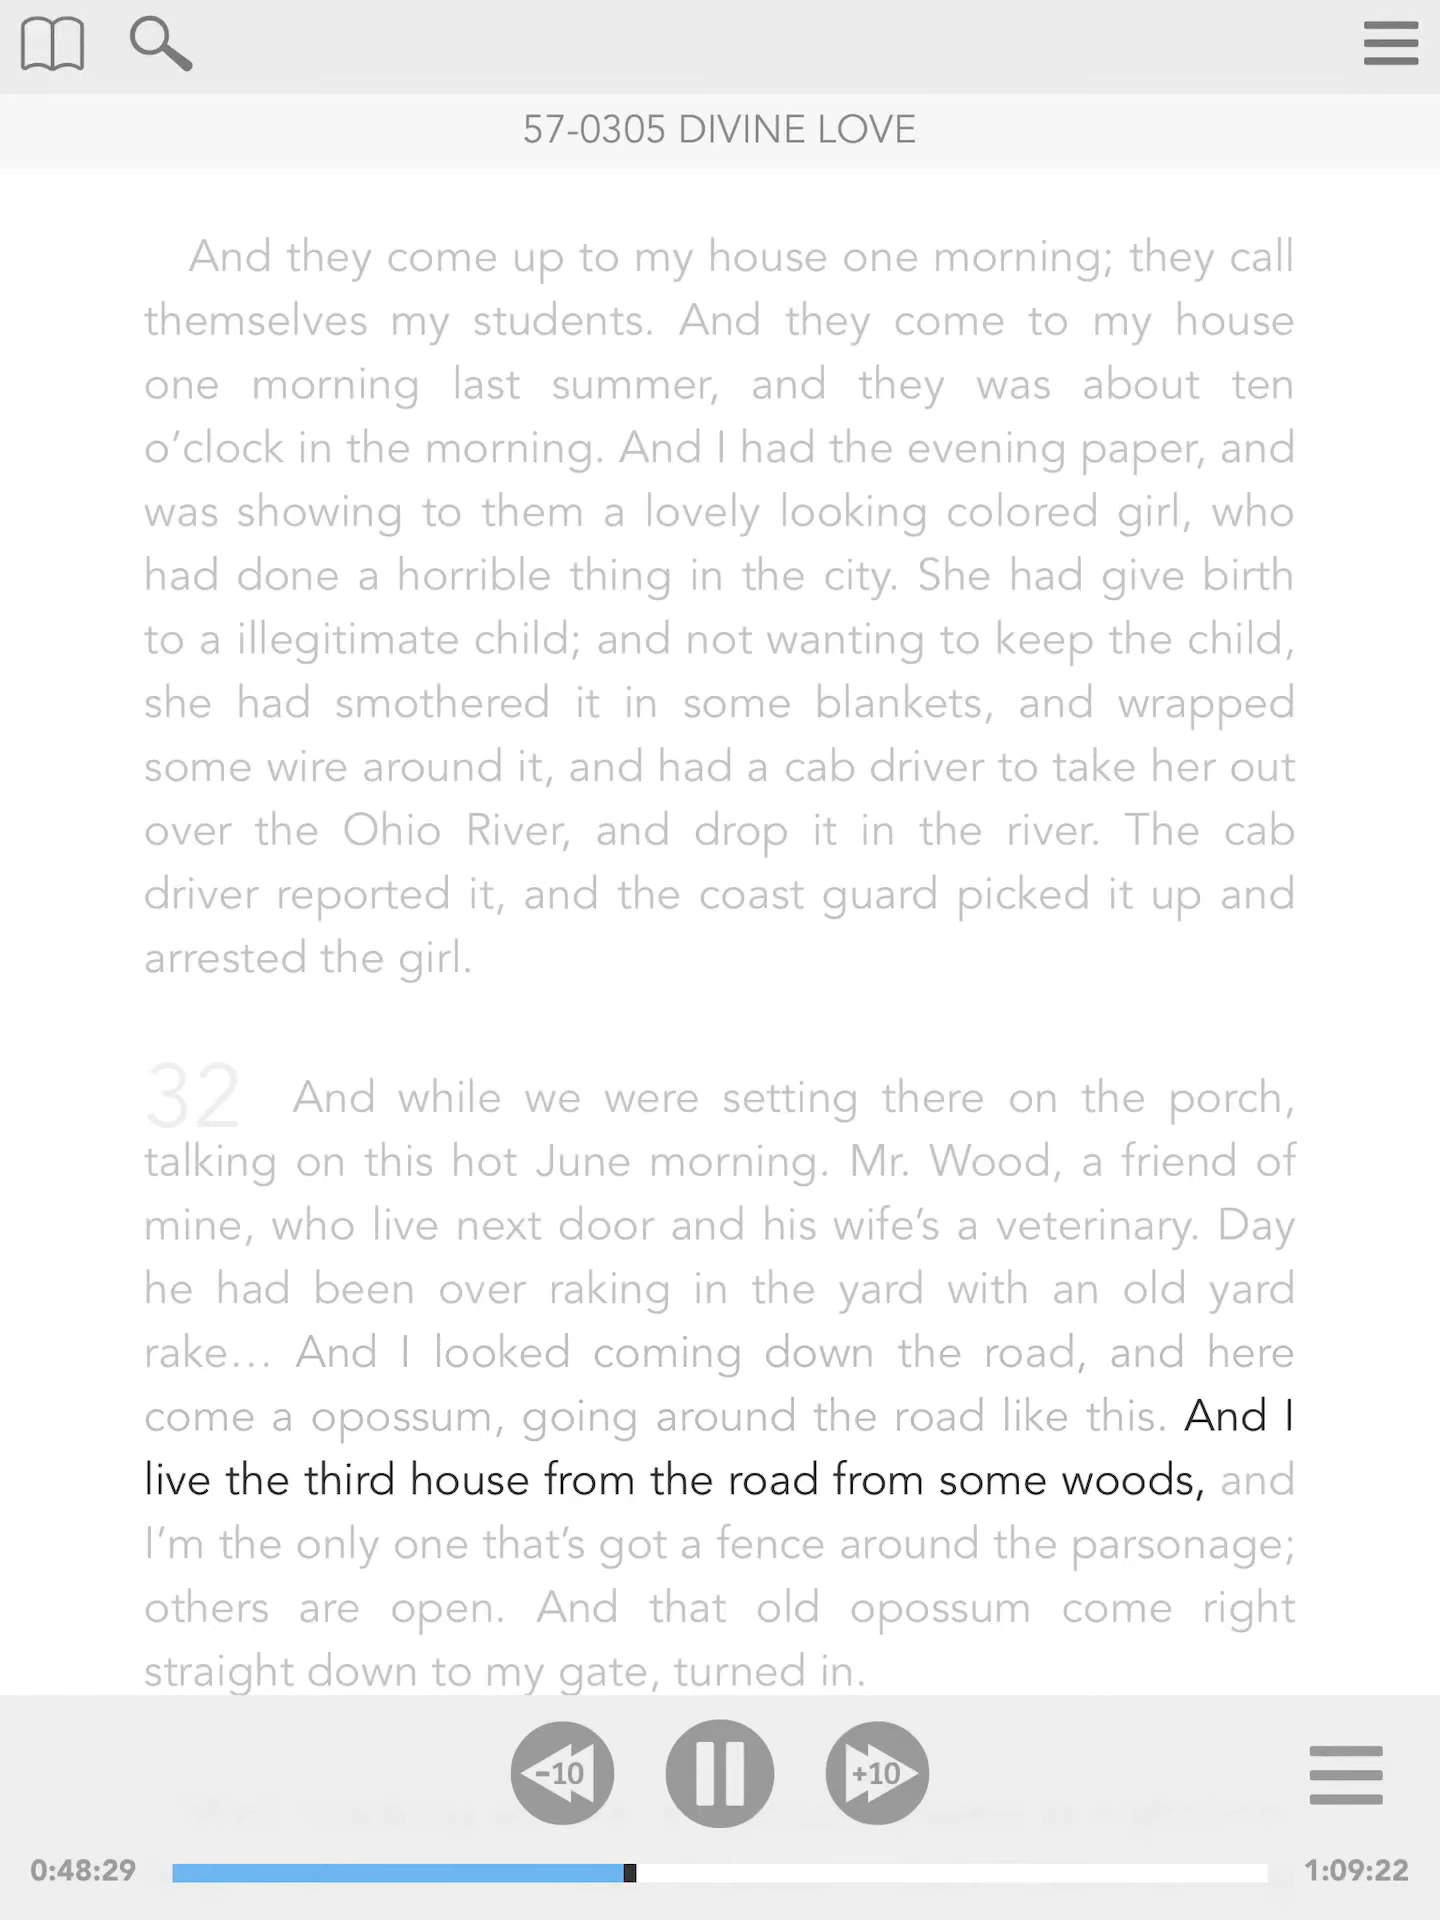 57-0305 DIVINE LOVE
And they come up to my house one morning; they call
themselves my students. And they come to my house
one morning last summer, and they was about ten
o’clock in the morning. And I had the evening paper, and
was showing to them a lovely looking colored girl, who
had done a horrible thing in the city. She had give birth
to a illegitimate child; and not wanting to keep the child,
she had smothered it in some blankets, and wrapped
some wire around it, and had a cab driver to take her out
over the Ohio River, and drop it in the river. The cab
driver reported it, and the coast guard picked it up and
arrested the girl.
32 And while we were setting there on the porch,
talking on this hot June morning. Mr. Wood, a friend of
mine, who live next door and his wife’s a veterinary. Day
he had been over raking in the yard with an old yard
rake… And I looked coming down the road, and here
come a opossum, going around the road like this. And I
live the third house from the road from some woods, and
I’m the only one that’s got a fence around the parsonage;
others are open. And that old opossum come right
straight down to my gate, turned in.
-10 +10
0:48:29 1:09:22